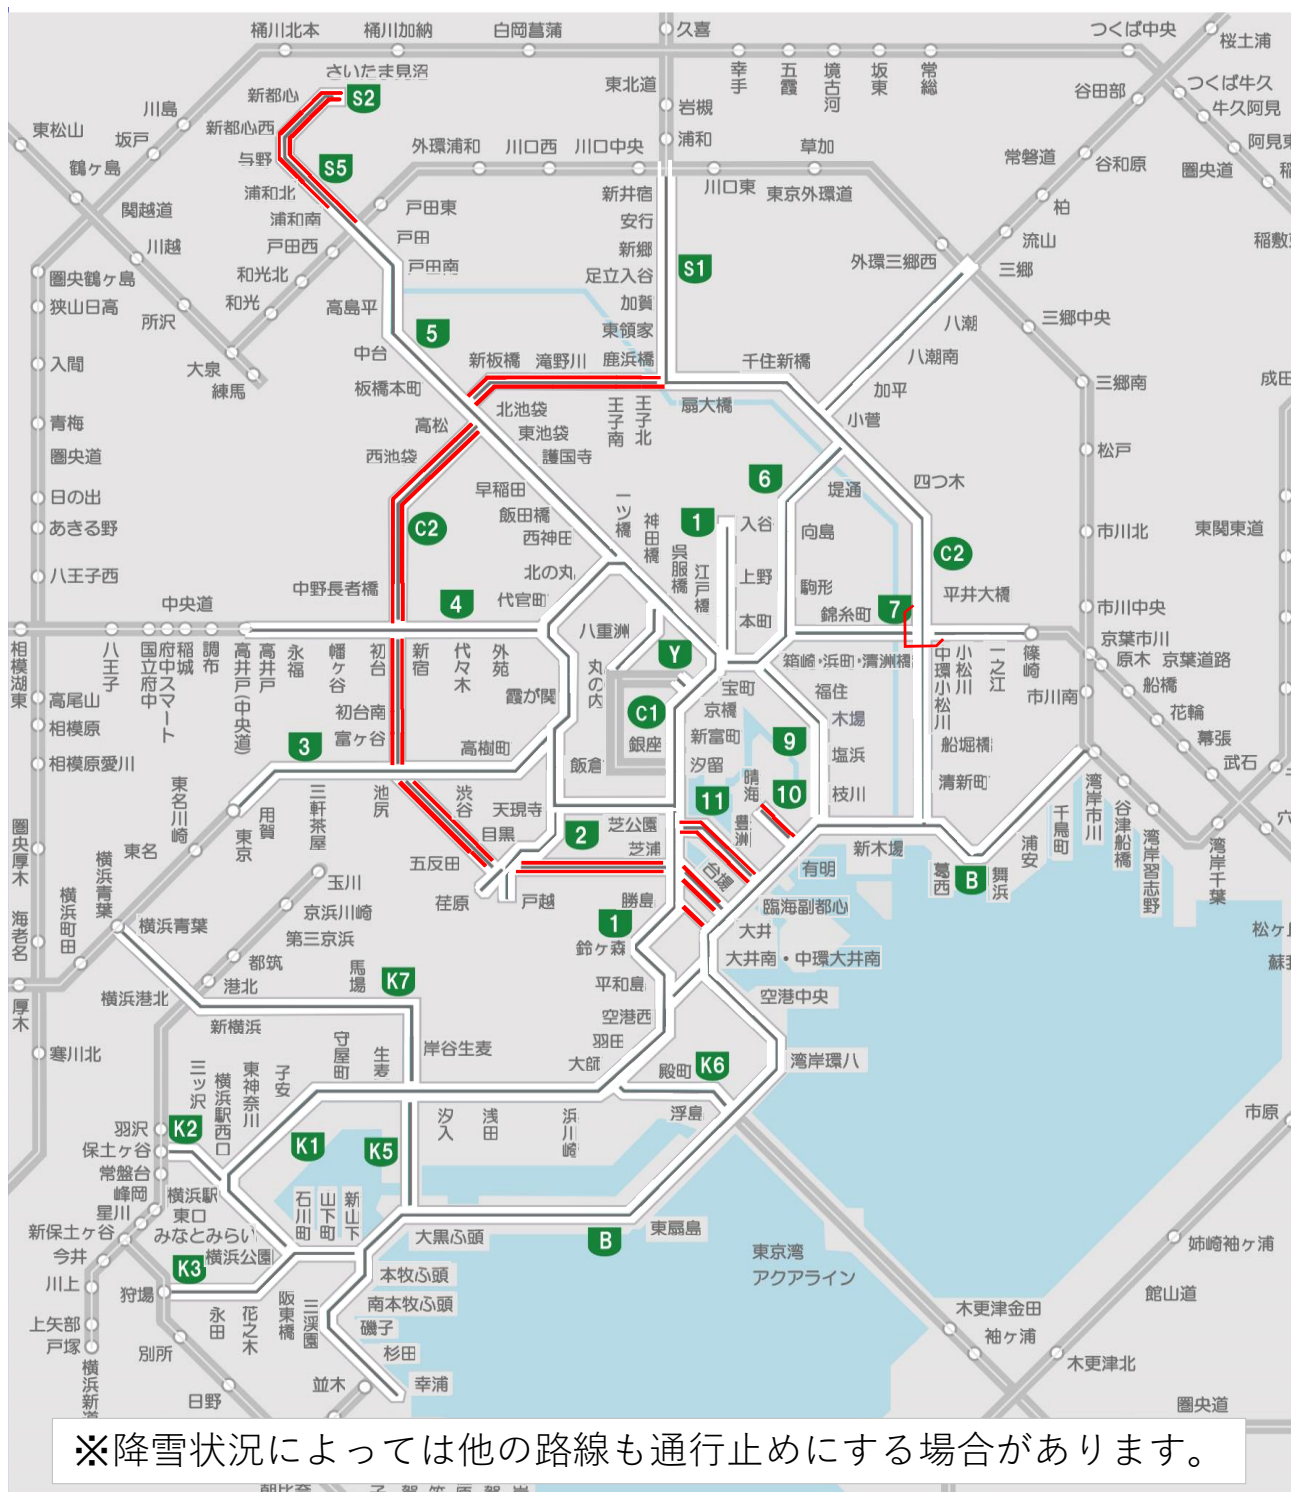 桶川北本
桶川加納
白岡菖蒲
久喜
つくば中央
桜土浦
さいたま見沼
新都心
S2
東北道
幸手
五霞
境古河
坂東
常総
谷田部
つくば牛久
牛久阿見
川島
坂戸
東松山
鶴ヶ島
新都心西
与野
S5
浦和北
浦和南
外環浦和
川口西
川口中央
岩槻
浦和
草加
常磐道
谷和原
圏央道
阿見東
関越道
川越
戸田東
戸田西
戸田
戸田南
新井宿
安行
新郷
足立入谷
加賀
東領家
鹿浜橋
川口東
東京外環道
柏
流山
外環三郷西
三郷
S1
圏央鶴ヶ島
狭山日高
所沢
和光北
和光
高島平
5
中台
新板橋
滝野川
千住新橋
八潮
八潮南
三郷中央
入間
大泉
練馬
板橋本町
北池袋
東池袋
護国寺
王子南
王子北
扇大橋
加平
小菅
三郷南
成田
青梅
圏央道
高松
西池袋
早稲田
飯田橋
西神田
一ツ橋
神田橋
呉服橋
江戸橋
1
入谷
6
堤通
四つ木
松戸
日の出
あきる野
C2
向島
C2
市川北
東関東道
八王子西
中央道
中野長者橋
4
北の丸
代官町
八重洲
上野
本町
駒形
錦糸町
7
平井大橋
市川中央
京葉市川
相模湖東
八王子
国立府中
府中スマート
稲城
調布
高井戸(中央道)
高井戸
永福
幡ヶ谷
初台
新宿
代々木
外苑
霞が関
丸の内
Y
箱崎・浜町・清洲橋
中環小松川
小松川
一之江
篠崎
原木
京葉道路
船橋
市川南
高尾山
相模原
相模原愛川
初台南
富ヶ谷
C1
銀座
宝町
京橋
新富町
汐留
福住
木場
9
塩浜
船堀橋
花輪
幕張
武石
3
高樹町
飯倉
11
晴海
10
枝川
清新町
東名川崎
用賀
東京
三軒茶屋
池尻
渋谷
天現寺
目黒
2
芝公園
芝浦
豊洲
台場
有明
新木場
葛西
B
舞浜
浦安
千鳥町
湾岸市川
谷津船橋
湾岸習志野
湾岸千葉
圏央厚木
海老名
横浜町田
横浜青葉
東名
横浜青葉
玉川
京浜川崎
第三京浜
都筑
港北
五反田
荏原
戸越
勝島
1
鈴ヶ森
平和島
空港西
羽田
大師
臨海副都心
大井
大井南・中環大井南
空港中央
湾岸環八
厚木
寒川北
横浜港北
新横浜
馬場
K7
岸谷生麦
守屋町
生麦
子安
東神奈川
横浜駅西口
三ッ沢
羽沢
保土ヶ谷
常盤台
峰岡
星川
新保土ヶ谷
今井
川上
上矢部
戸塚
横浜新道
K2
横浜駅
東口
みなとみらい
横浜公園
K3
狩場
永田
花之木
阪東橋
三渓園
K1
石川町
山下町
新山下
K5
汐入
浅田
浜川崎
殿町
K6
浮島
大黒ふ頭
B
東扇島
本牧ふ頭
南本牧ふ頭
磯子
杉田
幸浦
並木
別所
日野
東京湾
アクアライン
市原
姉崎袖ヶ浦
館山道
木更津金田
袖ヶ浦
木更津北
圏央道
※降雪状況によっては他の路線も通行止めにする場合があります。